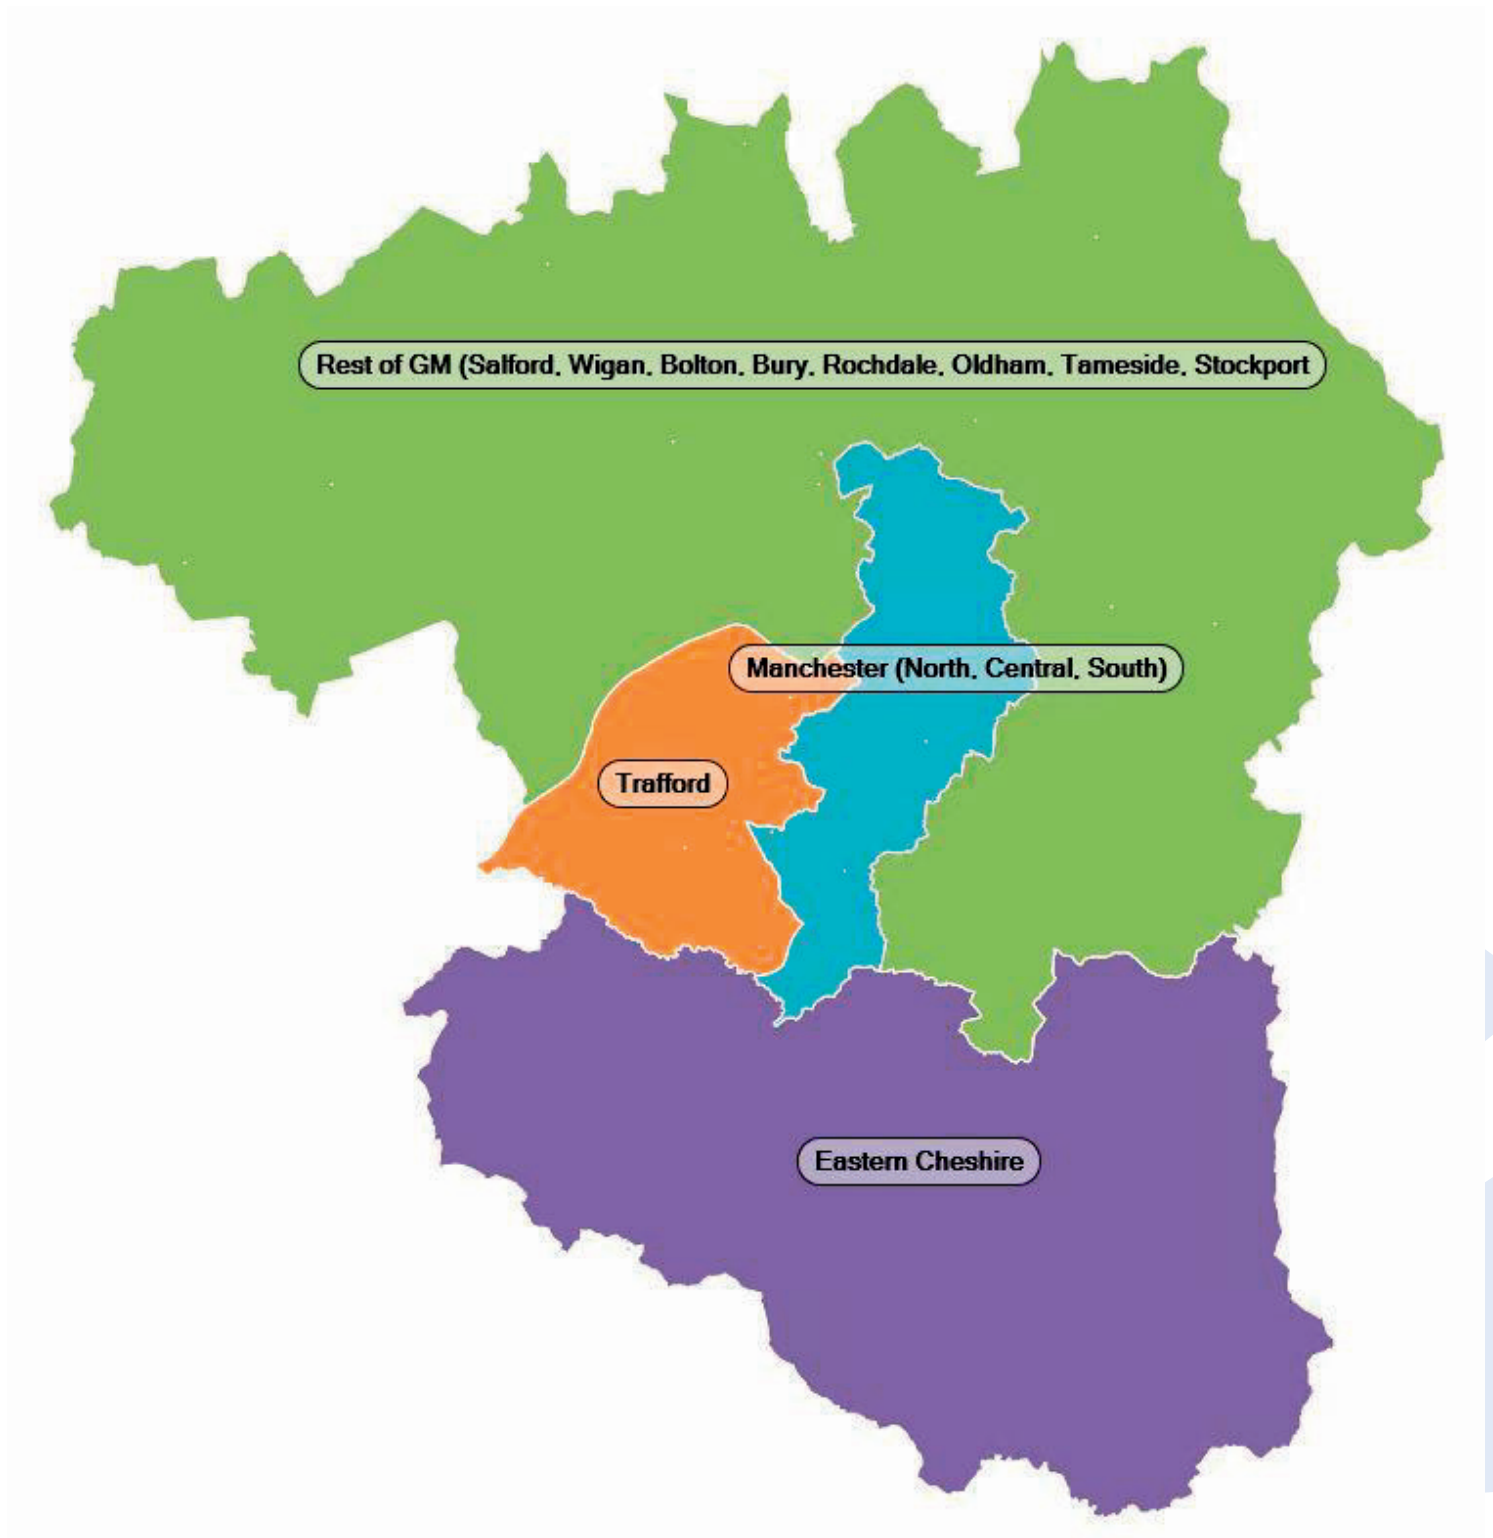 Rest of GM (Salford, Wigan, Bolton, Bury, Rochdale, Oldham, Tameside, Stockport
Manchester (North, Central, South)
Trafford
Eastern Cheshire